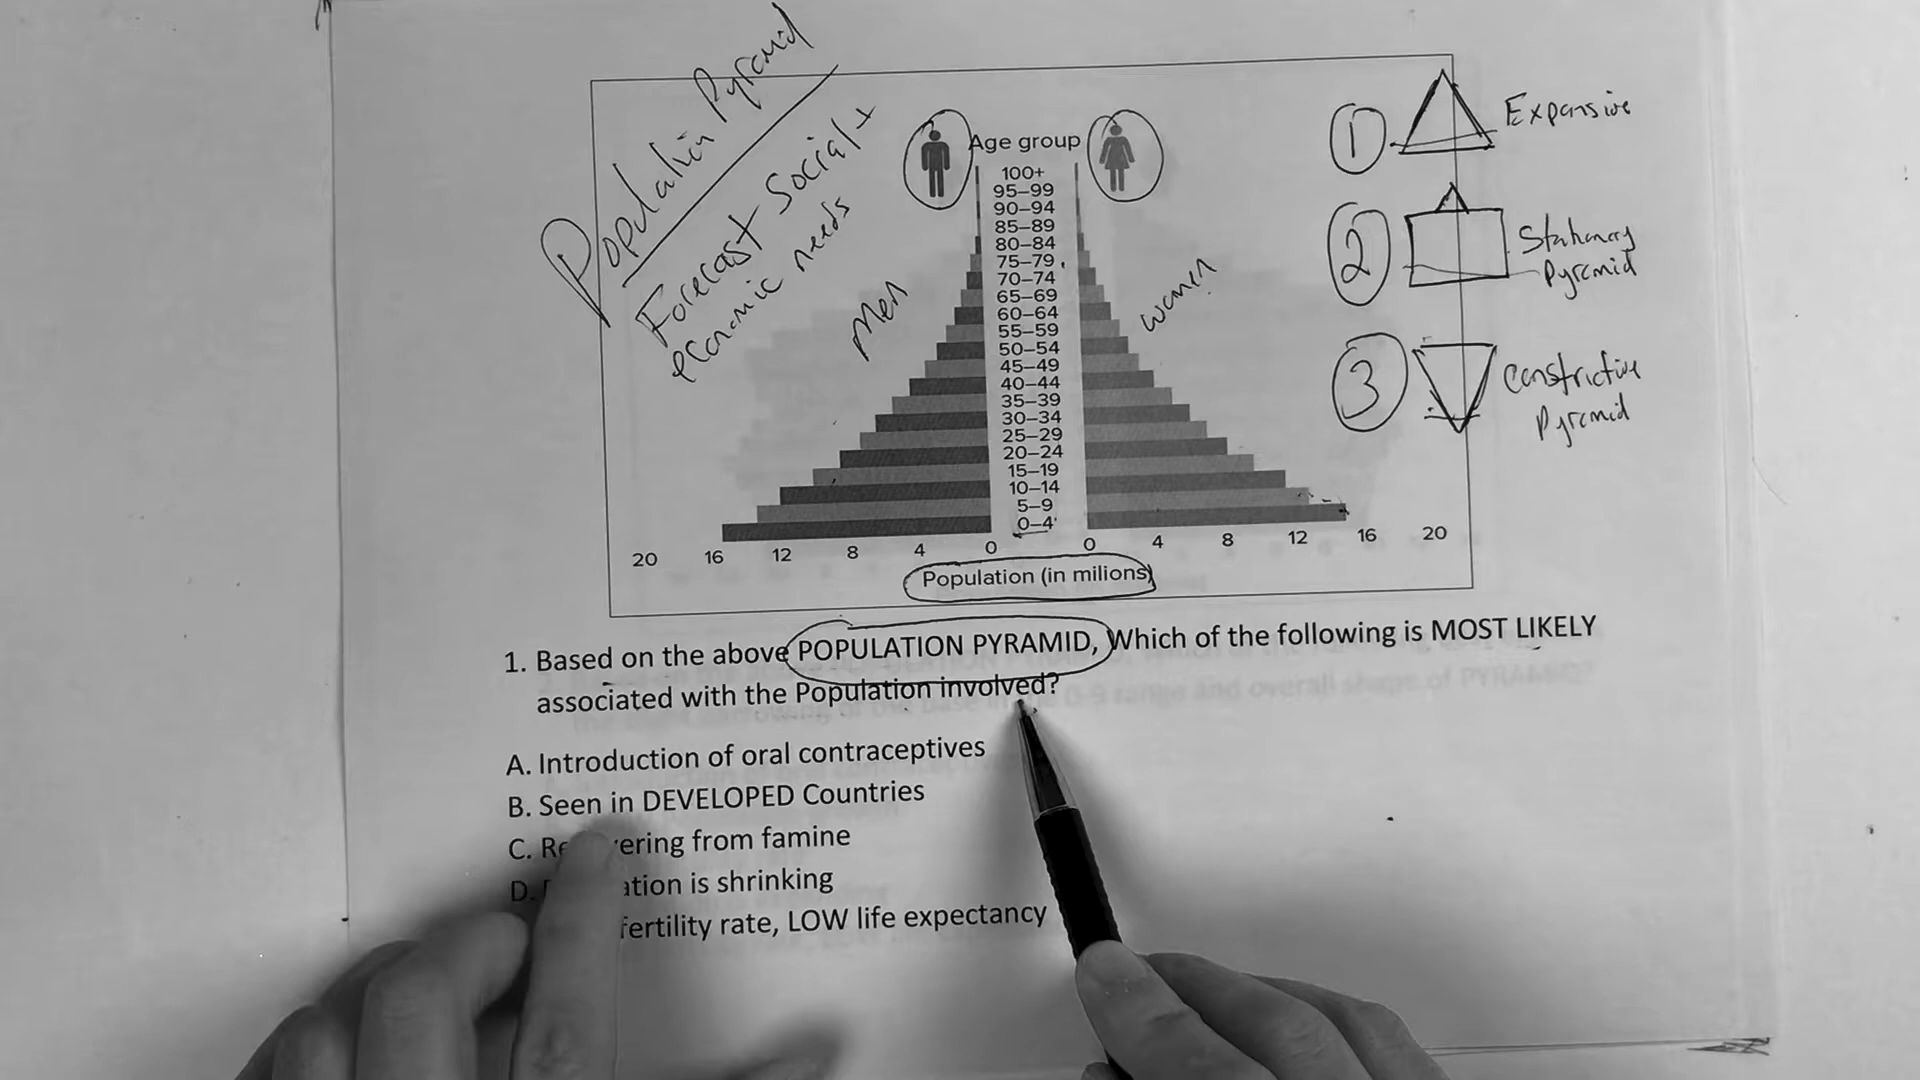 Population Pyramid
Forecast Social +
economic needs
Men
Women
Age group
100+
95–99
90–94
85–89
80–84
75–79
70–74
65–69
60–64
55–59
50–54
45–49
40–44
35–39
30–34
25–29
20–24
15–19
10–14
5–9
0–4
20 16 12 8 4 0 0 4 8 12 16 20
Population (in milions)
1 Expansive
2 Stationary
Pyramid
3 Constrictive
Pyramid
1. Based on the above POPULATION PYRAMID, Which of the following is MOST LIKELY
associated with the Population involved?
A. Introduction of oral contraceptives
B. Seen in DEVELOPED Countries
C. from famine
D. is shrinking
fertility rate, LOW life expectancy